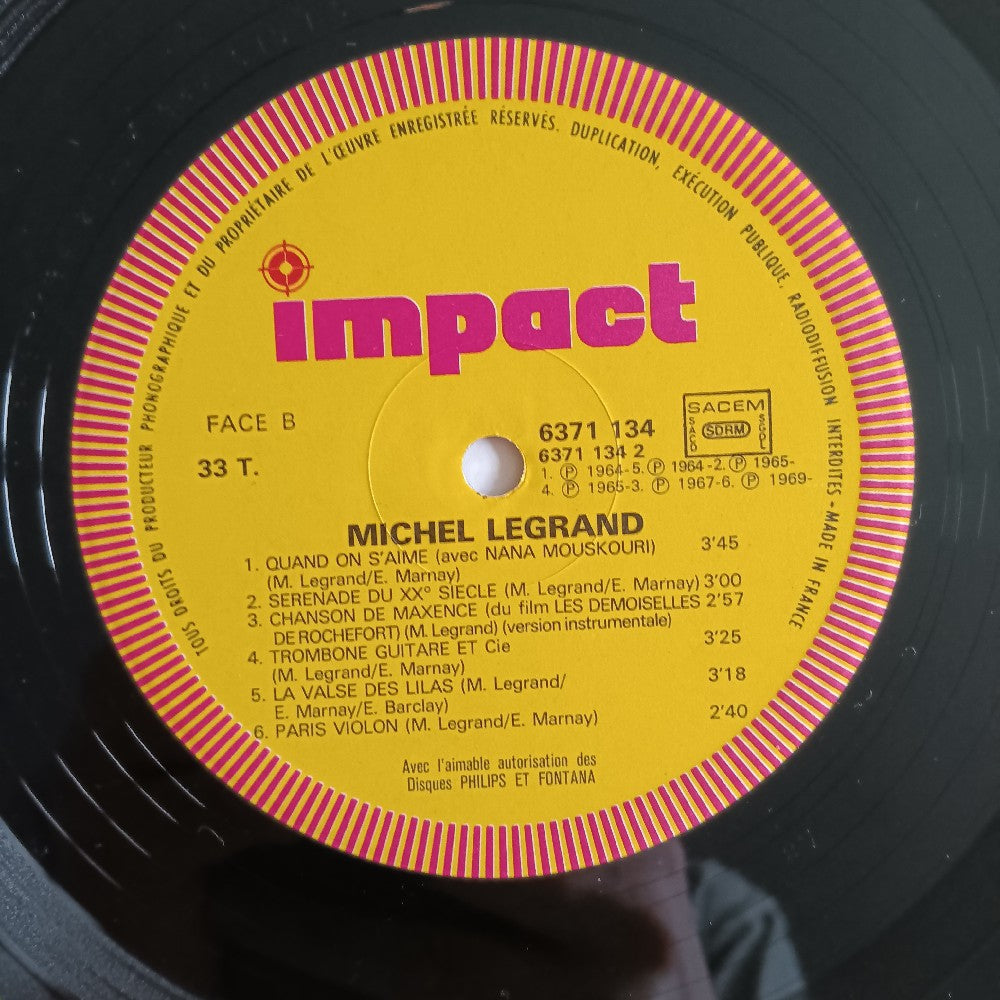 TOUS DROITS DU PRODUCTEUR PHONOGRAPHIQUE ET DU PROPRIÉTAIRE DE L'ŒUVRE ENREGISTRÉE RÉSERVÉS. DUPLICATION, EXÉCUTION PUBLIQUE, RADIODIFFUSION INTERDITES - MADE IN FRANCE
impact
FACE B
33 T.
6371 134
6371 134 2
SACEM
SACD SDRM SGDL
1. Ⓟ 1964-5. Ⓟ 1964-2. Ⓟ 1965-
4. Ⓟ 1965-3. Ⓟ 1967-6. Ⓟ 1969-
MICHEL LEGRAND
1. QUAND ON S'AIME (avec NANA MOUSKOURI) 3'45
(M. Legrand/E. Marnay)
2. SERENADE DU XX° SIECLE (M. Legrand/E. Marnay) 3'00
3. CHANSON DE MAXENCE (du film LES DEMOISELLES 2'57
DE ROCHEFORT) (M. Legrand) (version instrumentale)
4. TROMBONE GUITARE ET Cie 3'25
(M. Legrand/E. Marnay)
5. LA VALSE DES LILAS (M. Legrand/ 3'18
E. Marnay/E. Barclay)
6. PARIS VIOLON (M. Legrand/E. Marnay) 2'40
Avec l'aimable autorisation des
Disques PHILIPS ET FONTANA